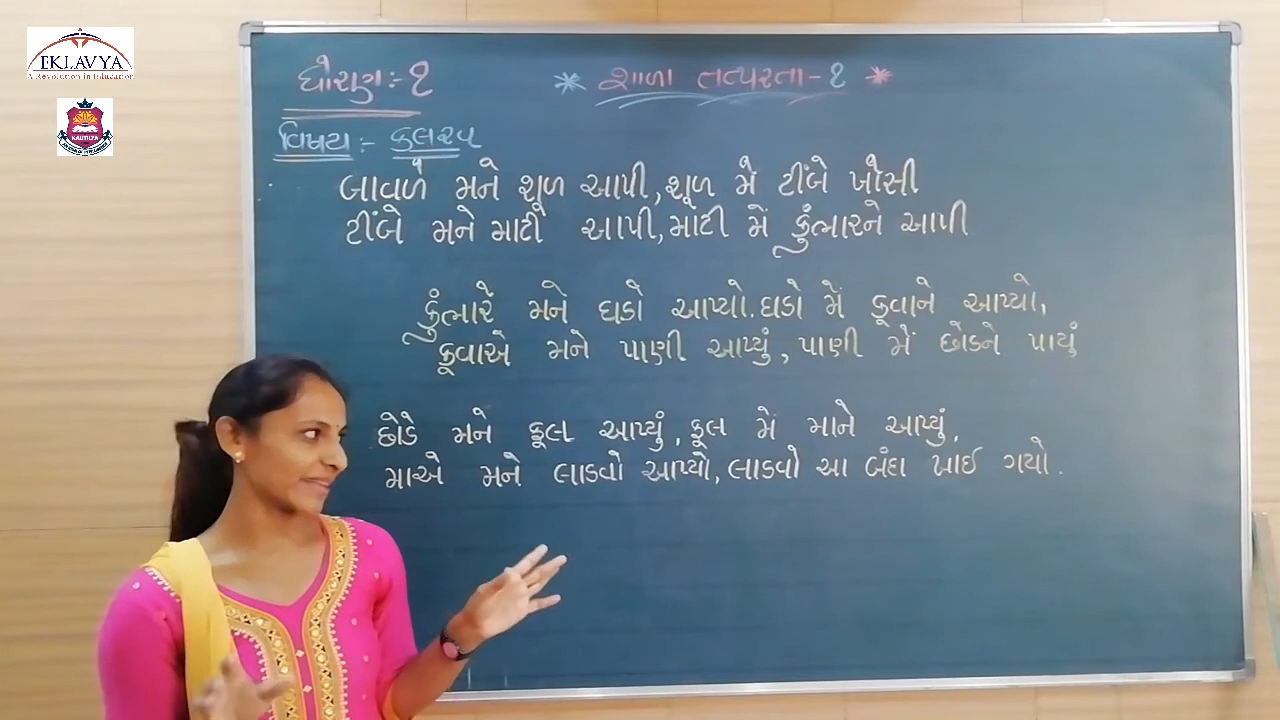 EKLAVYA
A Revolution in Education
KAUTILYA
ધોરણ:- ૧
* શાળા તત્પરતા - ૧ *
વિષય:- કલરવ
બાવળે મને શૂળ આપી, શૂળ મેં ટીંબે ખોસી
ટીંબે મને માટી આપી, માટી મેં કુંભારને આપી
કુંભારે મને ઘડો આપ્યો. ઘડો મેં કૂવાને આપ્યો,
કૂવાએ મને પાણી આપ્યું, પાણી મેં છોડને પાયું
છોડે મને ફૂલ આપ્યું, ફૂલ મેં માને આપ્યું,
માએ મને લાડવો આપ્યો, લાડવો આ બંદા ખાઈ ગયો.